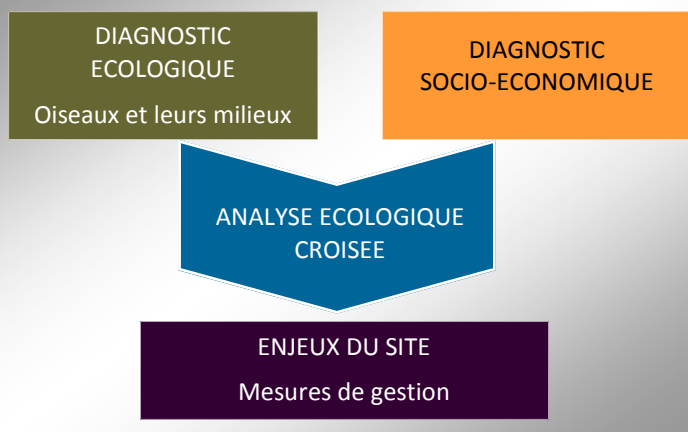 DIAGNOSTIC
ECOLOGIQUE
Oiseaux et leurs milieux
DIAGNOSTIC
SOCIO-ECONOMIQUE
ANALYSE ECOLOGIQUE
CROISEE
ENJEUX DU SITE
Mesures de gestion